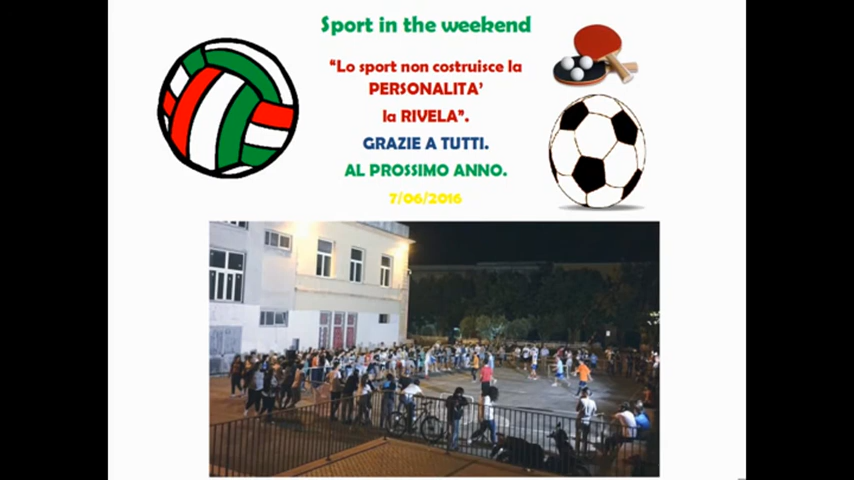 Sport in the weekend
“Lo sport non costruisce la
PERSONALITA’
la RIVELA”.
GRAZIE A TUTTI.
AL PROSSIMO ANNO.
7/06/2016